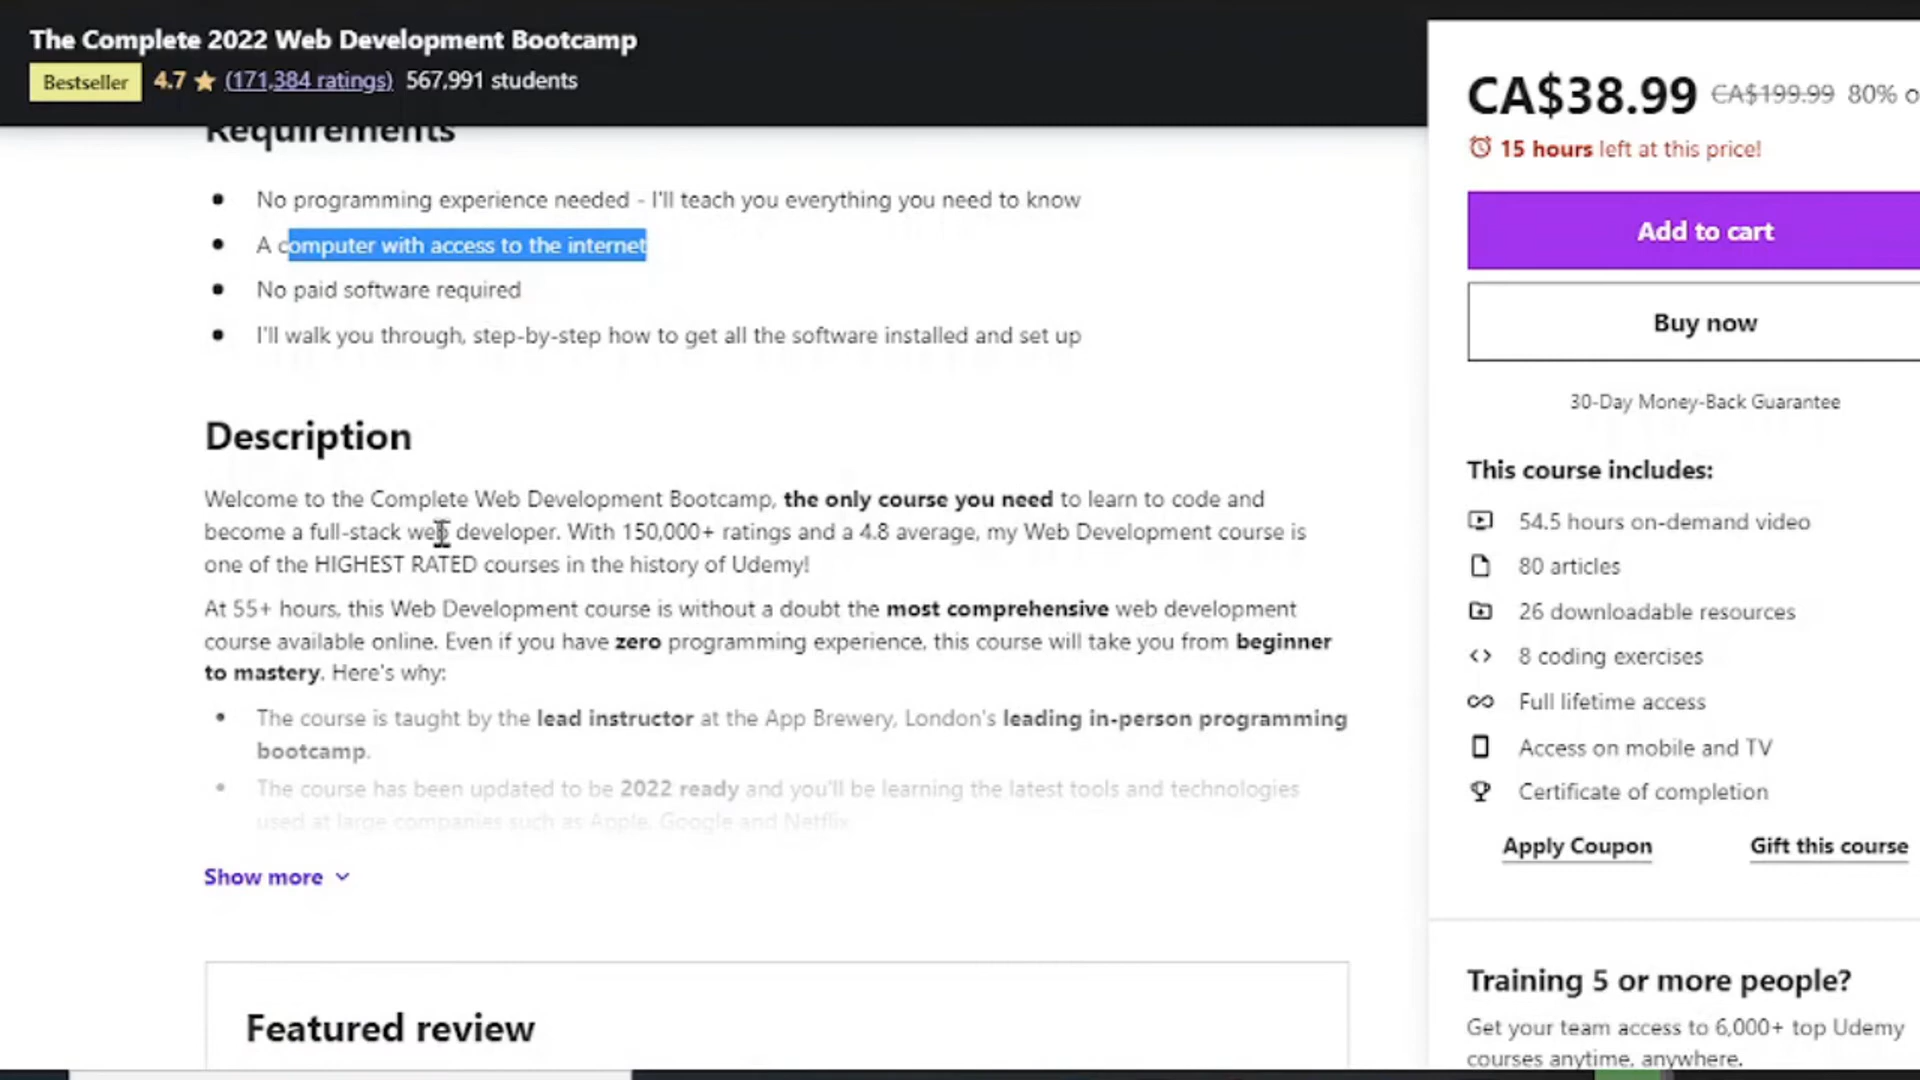 The Complete 2022 Web Development Bootcamp
Bestseller 4.7 (171,384 ratings) 567,991 students
Requirements
No programming experience needed - I'll teach you everything you need to know
A computer with access to the internet
No paid software required
I'll walk you through, step-by-step how to get all the software installed and set up
Description
Welcome to the Complete Web Development Bootcamp, the only course you need to learn to code and
become a full-stack web developer. With 150,000+ ratings and a 4.8 average, my Web Development course is
one of the HIGHEST RATED courses in the history of Udemy!
At 55+ hours, this Web Development course is without a doubt the most comprehensive web development
course available online. Even if you have zero programming experience, this course will take you from beginner
to mastery. Here's why:
The course is taught by the lead instructor at the App Brewery, London's leading in-person programming
bootcamp.
The course has been updated to be 2022 ready and you'll be learning the latest tools and technologies
used at large companies such as Apple, Google and Netflix.
Show more
Featured review
CA$38.99 CA$199.99 80% o
15 hours left at this price!
Add to cart
Buy now
30-Day Money-Back Guarantee
This course includes:
54.5 hours on-demand video
80 articles
26 downloadable resources
8 coding exercises
Full lifetime access
Access on mobile and TV
Certificate of completion
Apply Coupon Gift this course
Training 5 or more people?
Get your team access to 6,000+ top Udemy
courses anytime, anywhere.